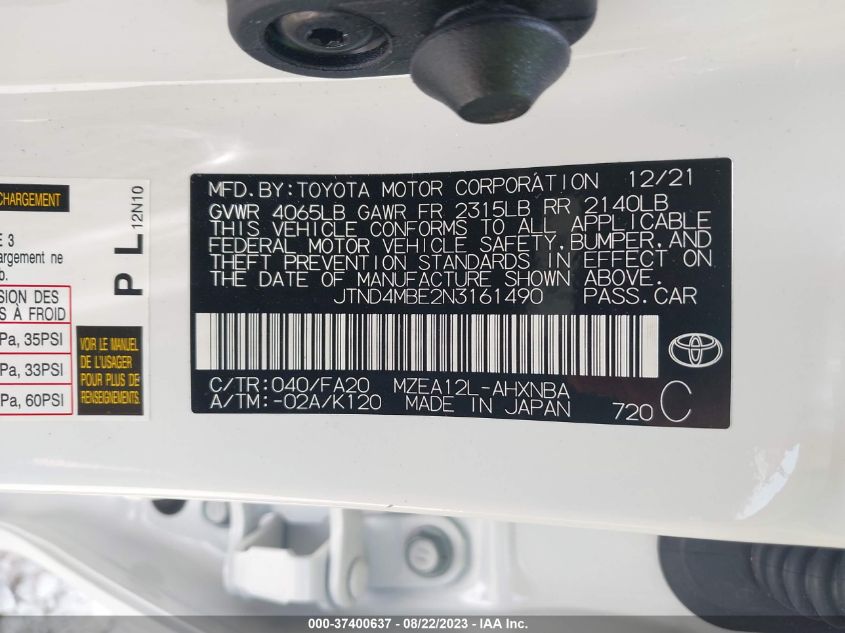 CHARGEMENT
E 3
argement ne
b.
SION DES
S À FROID
Pa, 35PSI
Pa, 33PSI
Pa, 60PSI
P L 12N10
VOIR LE MANUEL
DE L'USAGER
POUR PLUS DE
RENSEIGNEMENTS.
MFD. BY: TOYOTA MOTOR CORPORATION 12/21
GVWR 4065LB GAWR FR 2315LB RR 2140LB
THIS VEHICLE CONFORMS TO ALL APPLICABLE
FEDERAL MOTOR VEHICLE SAFETY, BUMPER, AND
THEFT PREVENTION STANDARDS IN EFFECT ON
THE DATE OF MANUFACTURE SHOWN ABOVE.
JTND4MBE2N3161490 PASS. CAR
C/TR: 040/FA20 MZEA12L-AHXNBA
A/TM: -02A/K120 MADE IN JAPAN 720 C
000-37400637 - 08/22/2023 - IAA Inc.